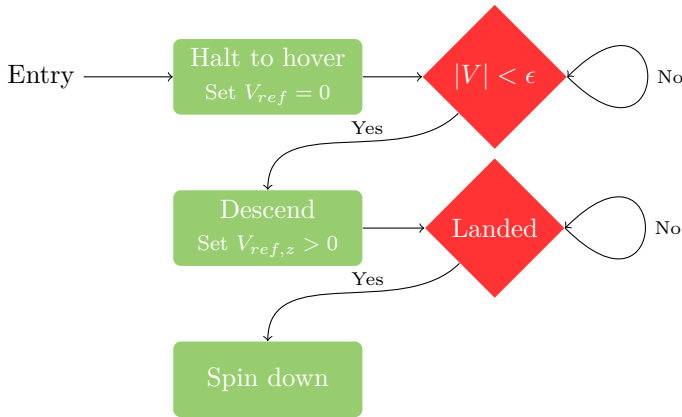 Entry
Halt to hover
Set $V_{ref} = 0$
$|V| < \epsilon$
No
Yes
Descend
Set $V_{ref,z} > 0$
Landed
No
Yes
Spin down